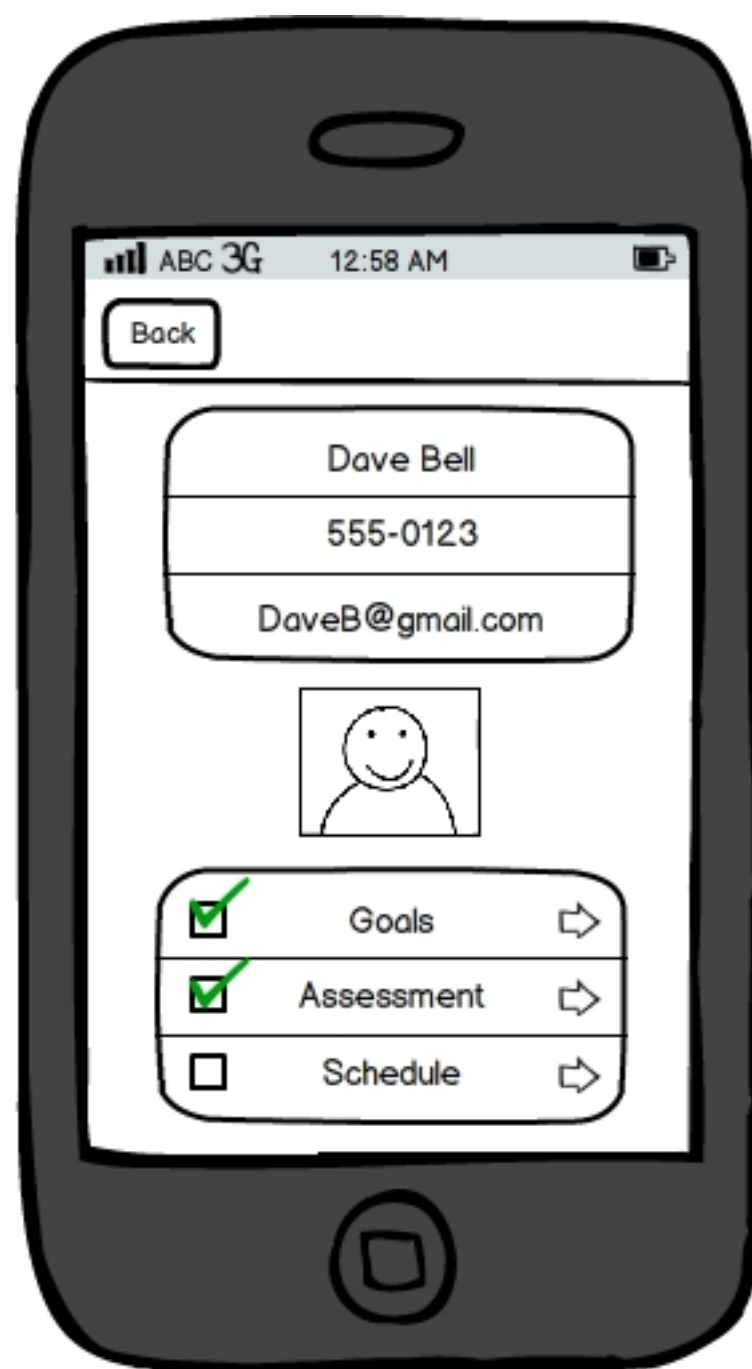 ABC 3G 12:58 AM
Back
Dave Bell
555-0123
DaveB@gmail.com
Goals
Assessment
Schedule